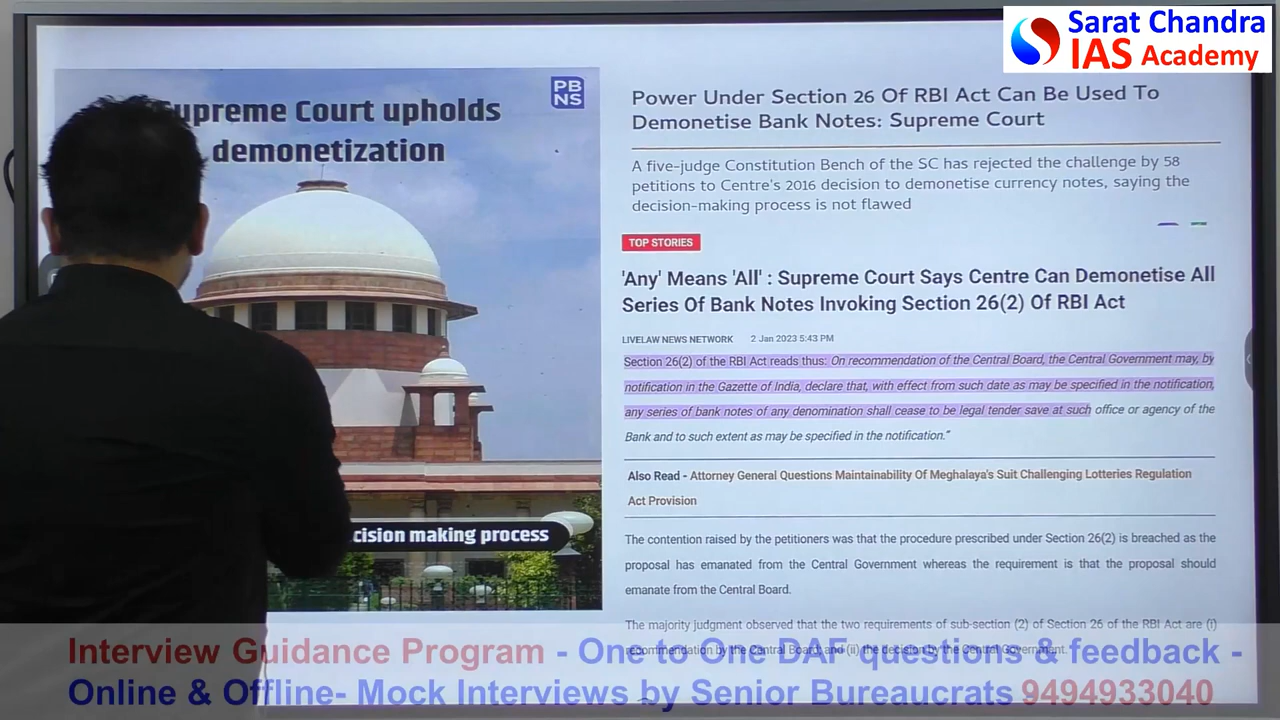 Sarat Chandra
IAS Academy
PB
NS
upreme Court upholds
demonetization
cision making process
Power Under Section 26 Of RBI Act Can Be Used To
Demonetise Bank Notes: Supreme Court
A five-judge Constitution Bench of the SC has rejected the challenge by 58
petitions to Centre's 2016 decision to demonetise currency notes, saying the
decision-making process is not flawed
TOP STORIES
'Any' Means 'All' : Supreme Court Says Centre Can Demonetise All
Series Of Bank Notes Invoking Section 26(2) Of RBI Act
LIVELAW NEWS NETWORK 2 Jan 2023 5:43 PM
Section 26(2) of the RBI Act reads thus: On recommendation of the Central Board, the Central Government may, by
notification in the Gazette of India, declare that, with effect from such date as may be specified in the notification,
any series of bank notes of any denomination shall cease to be legal tender save at such office or agency of the
Bank and to such extent as may be specified in the notification."
Also Read - Attorney General Questions Maintainability Of Meghalaya's Suit Challenging Lotteries Regulation
Act Provision
The contention raised by the petitioners was that the procedure prescribed under Section 26(2) is breached as the
proposal has emanated from the Central Government whereas the requirement is that the proposal should
emanate from the Central Board.
The majority judgment observed that the two requirements of sub-section (2) of Section 26 of the RBI Act are (i)
recommendation by the Central Board; and (ii) the decision by the Central Government.
Interview Guidance Program - One to One DAF questions & feedback -
Online & Offline- Mock Interviews by Senior Bureaucrats 9494933040